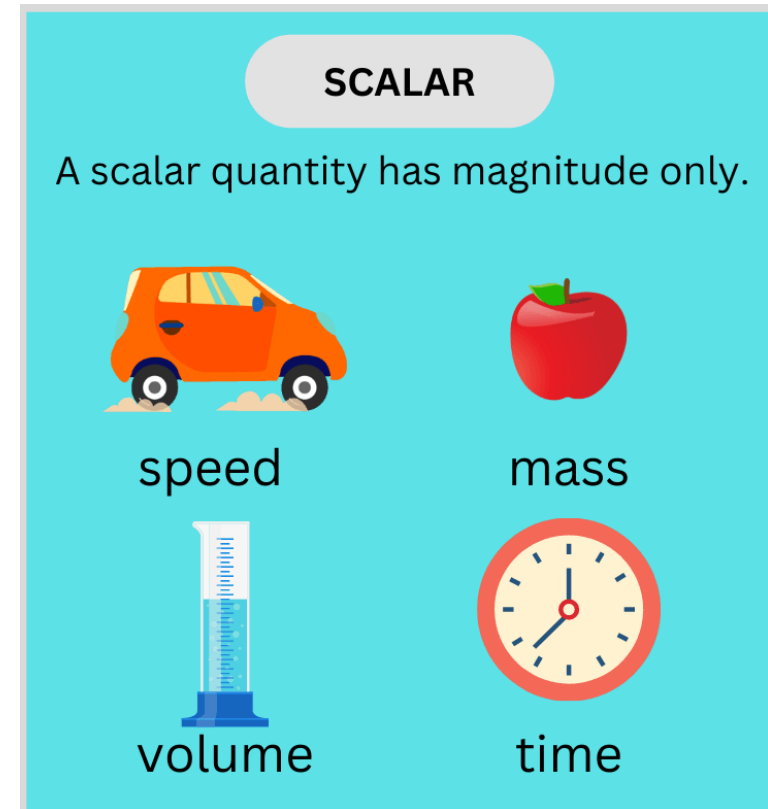 SCALAR
A scalar quantity has magnitude only.
speed
mass
volume
time